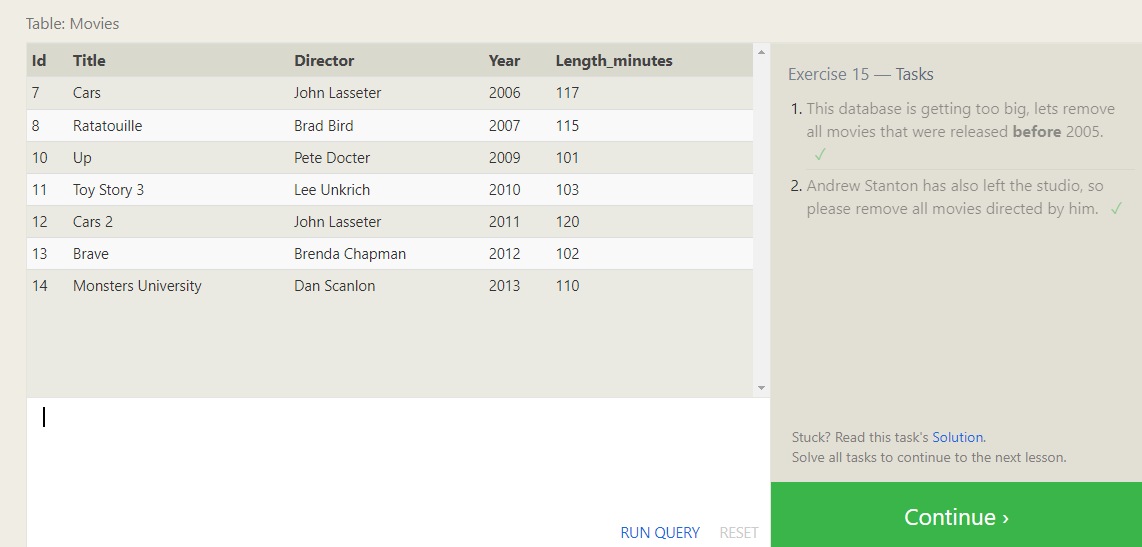 Table: Movies
Id Title Director Year Length_minutes
7 Cars John Lasseter 2006 117
8 Ratatouille Brad Bird 2007 115
10 Up Pete Docter 2009 101
11 Toy Story 3 Lee Unkrich 2010 103
12 Cars 2 John Lasseter 2011 120
13 Brave Brenda Chapman 2012 102
14 Monsters University Dan Scanlon 2013 110
RUN QUERY RESET
Exercise 15 — Tasks
1. This database is getting too big, lets remove
all movies that were released before 2005.
✓
2. Andrew Stanton has also left the studio, so
please remove all movies directed by him. ✓
Stuck? Read this task's Solution.
Solve all tasks to continue to the next lesson.
Continue ›